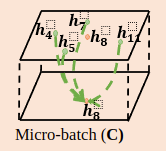 h₇
h₄
h₈
h₁₁
h₅
h₈
Micro-batch (C)